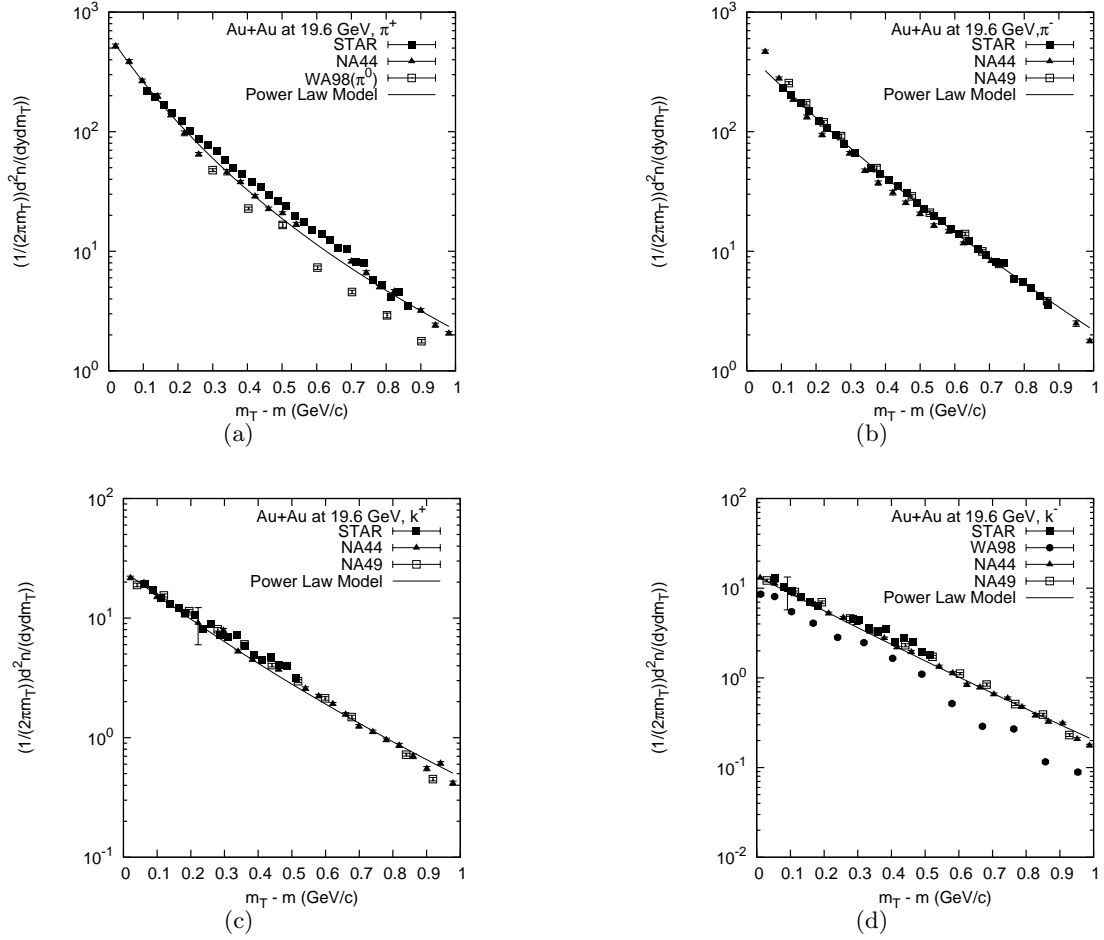 Au+Au at 19.6 GeV, π⁺
STAR
NA44
WA98(π⁰)
Power Law Model
10³
10²
10¹
10⁰
(1/(2πm_T))d²n/(dydm_T))
0 0.1 0.2 0.3 0.4 0.5 0.6 0.7 0.8 0.9 1
m_T - m (GeV/c)
(a)
Au+Au at 19.6 GeV,π⁻
STAR
NA44
NA49
Power Law Model
10³
10²
10¹
10⁰
(1/(2πm_T))d²n/(dydm_T))
0 0.1 0.2 0.3 0.4 0.5 0.6 0.7 0.8 0.9 1
m_T - m (GeV/c)
(b)
Au+Au at 19.6 GeV, k⁺
STAR
NA44
NA49
Power Law Model
10²
10¹
10⁰
10⁻¹
(1/(2πm_T))d²n/(dydm_T))
0 0.1 0.2 0.3 0.4 0.5 0.6 0.7 0.8 0.9 1
m_T - m (GeV/c)
(c)
Au+Au at 19.6 GeV, k⁻
STAR
WA98
NA44
NA49
Power Law Model
10²
10¹
10⁰
10⁻¹
10⁻²
(1/(2πm_T))d²n/(dydm_T))
0 0.1 0.2 0.3 0.4 0.5 0.6 0.7 0.8 0.9 1
m_T - m (GeV/c)
(d)